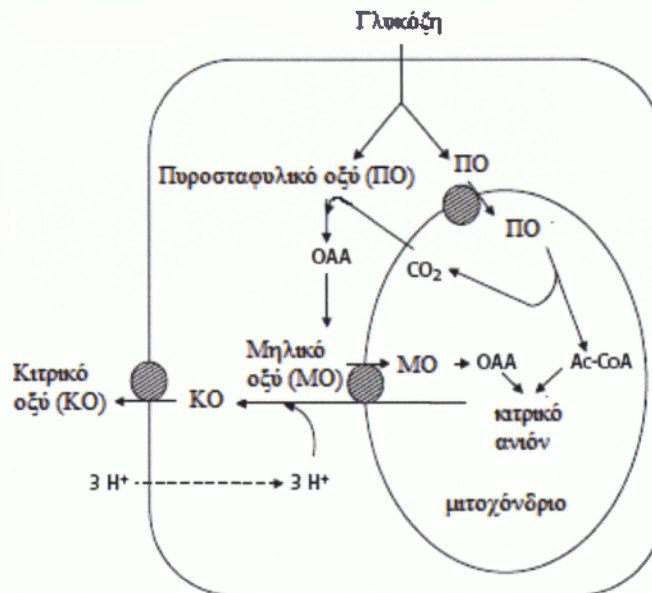 Γλυκόζη
Πυροσταφυλικό οξύ (ΠΟ)
ΠΟ
ΠΟ
ΟΑΑ
CO₂
Μηλικό
οξύ (ΜΟ)
ΜΟ
ΟΑΑ
Ac-CoA
Κιτρικό
οξύ (ΚΟ)
ΚΟ
κιτρικό
ανιόν
3 H⁺
3 H⁺
μιτοχόνδριο